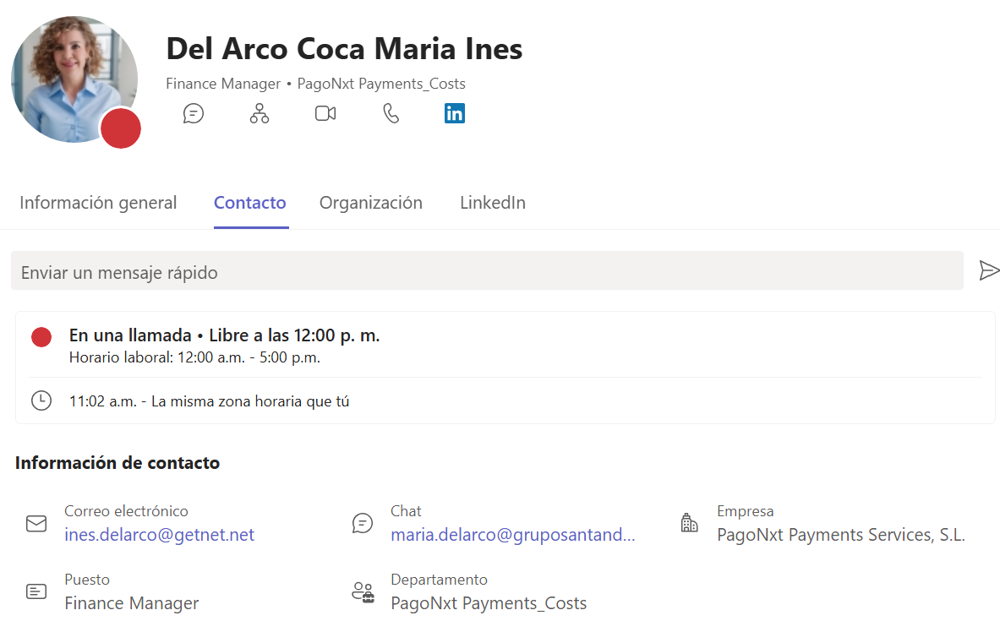 Del Arco Coca Maria Ines
Finance Manager • PagoNxt Payments_Costs
in
Información general Contacto Organización LinkedIn
Enviar un mensaje rápido
En una llamada • Libre a las 12:00 p. m.
Horario laboral: 12:00 a.m. - 5:00 p.m.
11:02 a.m. - La misma zona horaria que tú
Información de contacto
Correo electrónico
ines.delarco@getnet.net
Chat
maria.delarco@gruposantand...
Empresa
PagoNxt Payments Services, S.L.
Puesto
Finance Manager
Departamento
PagoNxt Payments_Costs